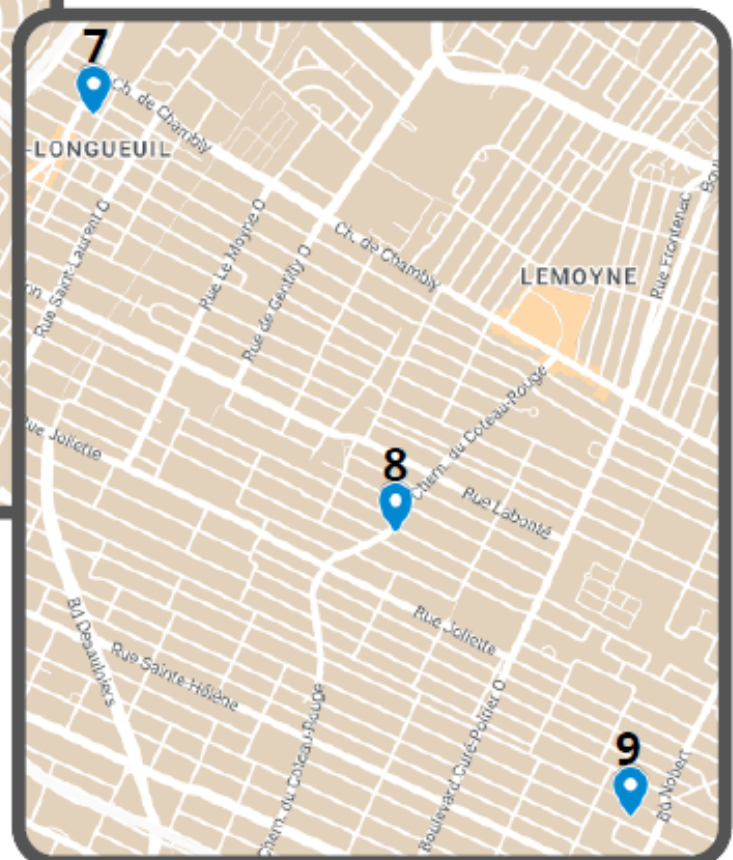 7
Ch. de Chambly
-LONGUEUIL
Rue Saint-Laurent O
Rue Le Moyne O
Rue de Gentilly O
Ch. de Chambly
Rue Frontenac
LEMOYNE
on
ue Joliette
Chem. du Coteau-Rouge
8
Rue Labonté
Rue Joliette
Bd Desaulniers
Rue Sainte-Hélène
Chem. du Coteau-Rouge
Boulevard Curé-Poirier O
9
Bd Nobert